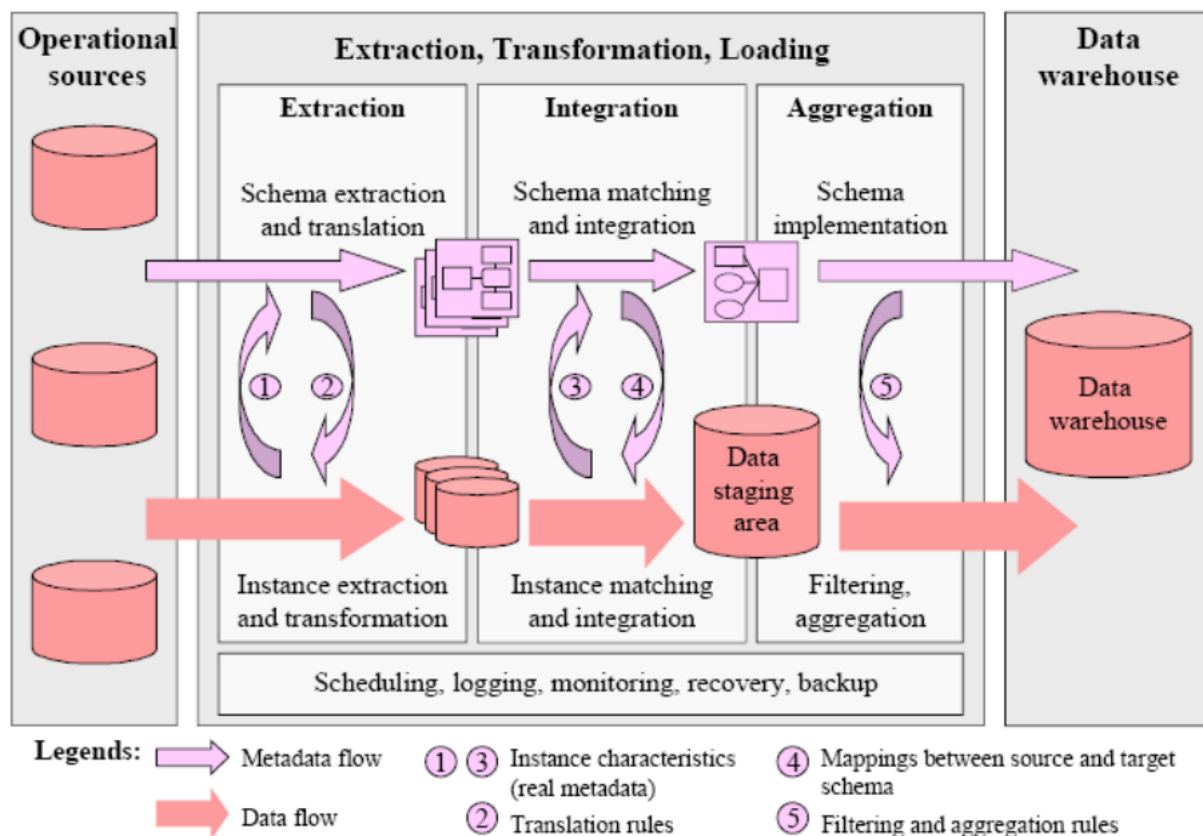 Operational
sources
Extraction, Transformation, Loading
Data
warehouse
Extraction
Integration
Aggregation
Schema extraction
and translation
Schema matching
and integration
Schema
implementation
1
2
3
4
5
Data
warehouse
Data
staging
area
Instance extraction
and transformation
Instance matching
and integration
Filtering,
aggregation
Scheduling, logging, monitoring, recovery, backup
Legends:
Metadata flow
Data flow
1 3 Instance characteristics
(real metadata)
2 Translation rules
4 Mappings between source and target
schema
5 Filtering and aggregation rules